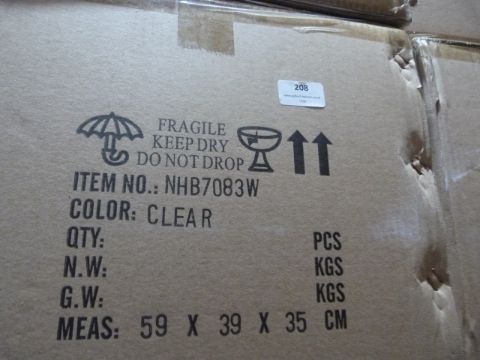 208
FRAGILE
KEEP DRY
DO NOT DROP
ITEM NO.: NHB7083W
COLOR: CLEAR
QTY: PCS
N.W: KGS
G.W: KGS
MEAS: 59 X 39 X 35 CM